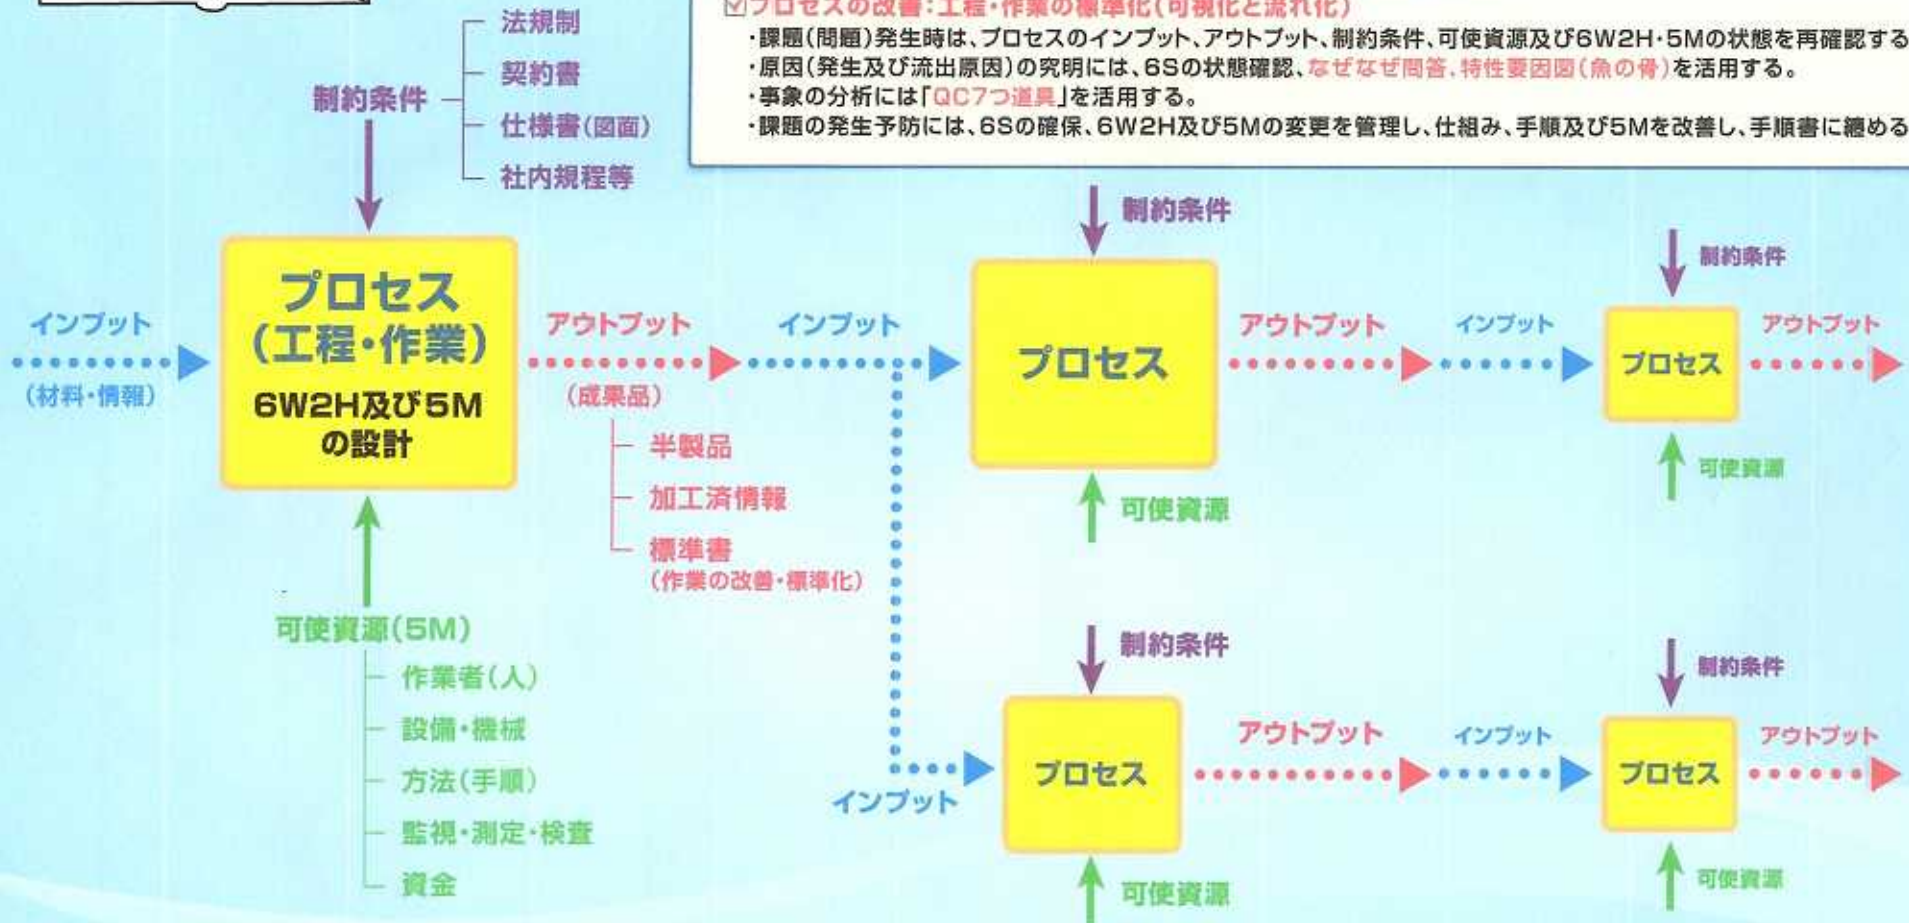 ☑プロセスの改善:工程・作業の標準化(可視化と流れ化)
・課題(問題)発生時は、プロセスのインプット、アウトプット、制約条件、可使資源及び6W2H・5Mの状態を再確認する
・原因(発生及び流出原因)の究明には、6Sの状態確認、なぜなぜ問答、特性要因図(魚の骨)を活用する。
・事象の分析には「QC7つ道具」を活用する。
・課題の発生予防には、6Sの確保、6W2H及び5Mの変更を管理し、仕組み、手順及び5Mを改善し、手順書に纏める
制約条件
法規制
契約書
仕様書(図面)
社内規程等
インプット
(材料・情報)
プロセス
(工程・作業)
6W2H及び5M
の設計
アウトプット
(成果品)
半製品
加工済情報
標準書
(作業の改善・標準化)
可使資源(5M)
作業者(人)
設備・機械
方法(手順)
監視・測定・検査
資金
インプット
制約条件
プロセス
可使資源
アウトプット
インプット
制約条件
プロセス
可使資源
アウトプット
インプット
制約条件
プロセス
可使資源
アウトプット
インプット
制約条件
プロセス
可使資源
アウトプット